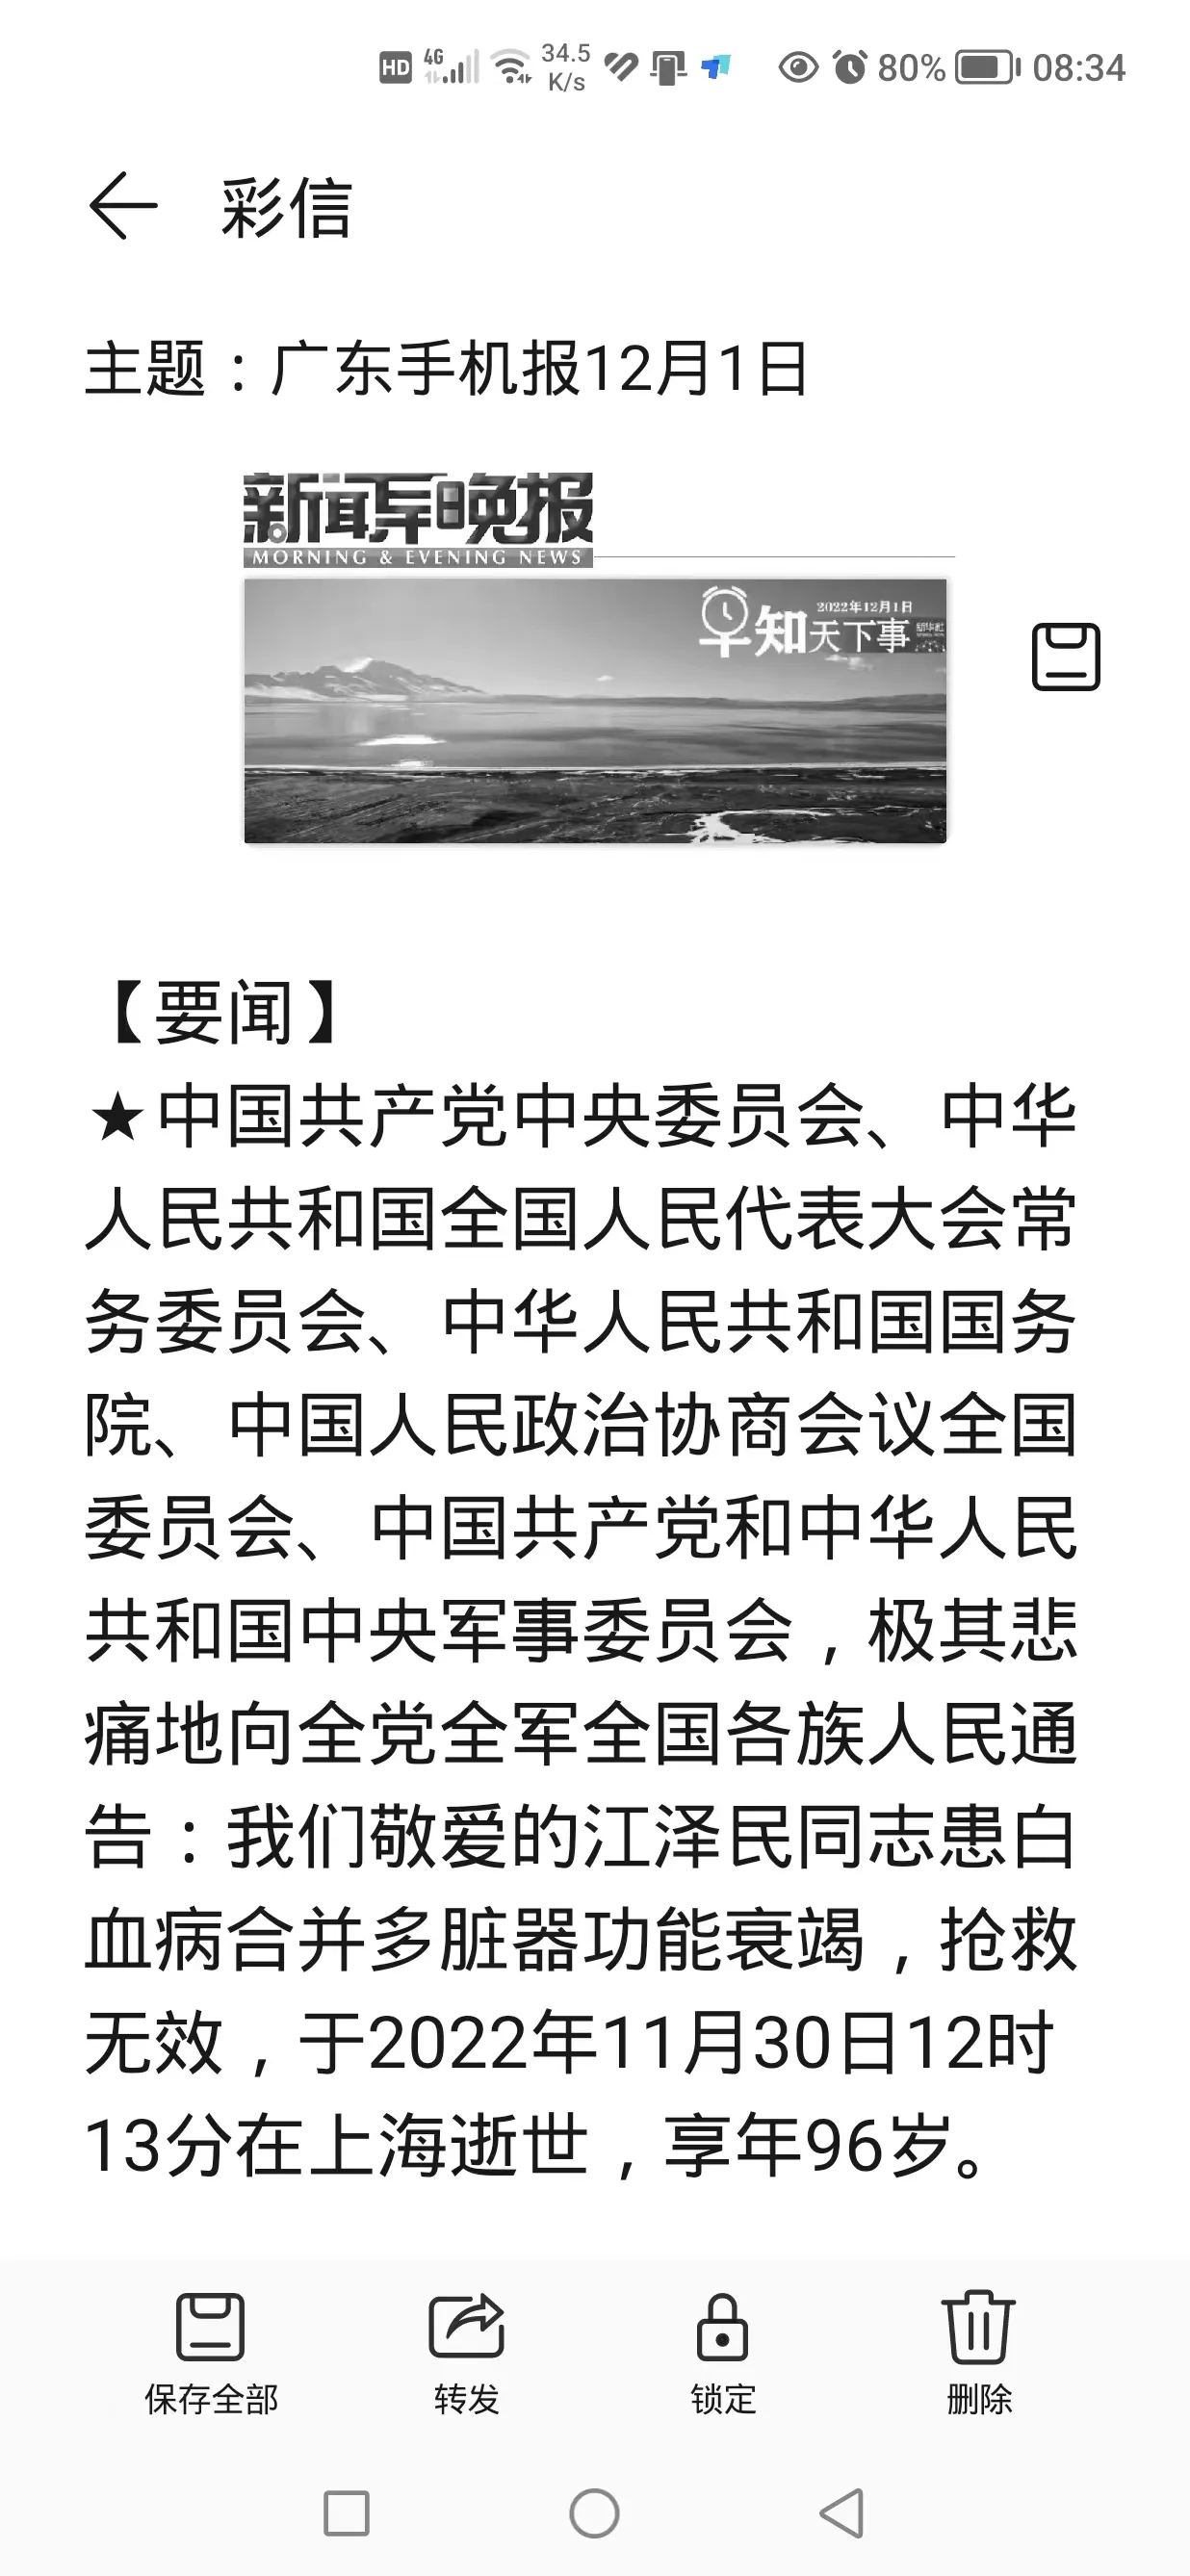 HD 4G 34.5 K/s 80% 08:34
彩信
主题：广东手机报12月1日
新闻早晚报
MORNING & EVENING NEWS
2022年12月1日
早知天下事
【要闻】
★中国共产党中央委员会、中华
人民共和国全国人民代表大会常
务委员会、中华人民共和国国务
院、中国人民政治协商会议全国
委员会、中国共产党和中华人民
共和国中央军事委员会，极其悲
痛地向全党全军全国各族人民通
告：我们敬爱的江泽民同志患白
血病合并多脏器功能衰竭，抢救
无效，于2022年11月30日12时
13分在上海逝世，享年96岁。
保存全部 转发 锁定 删除